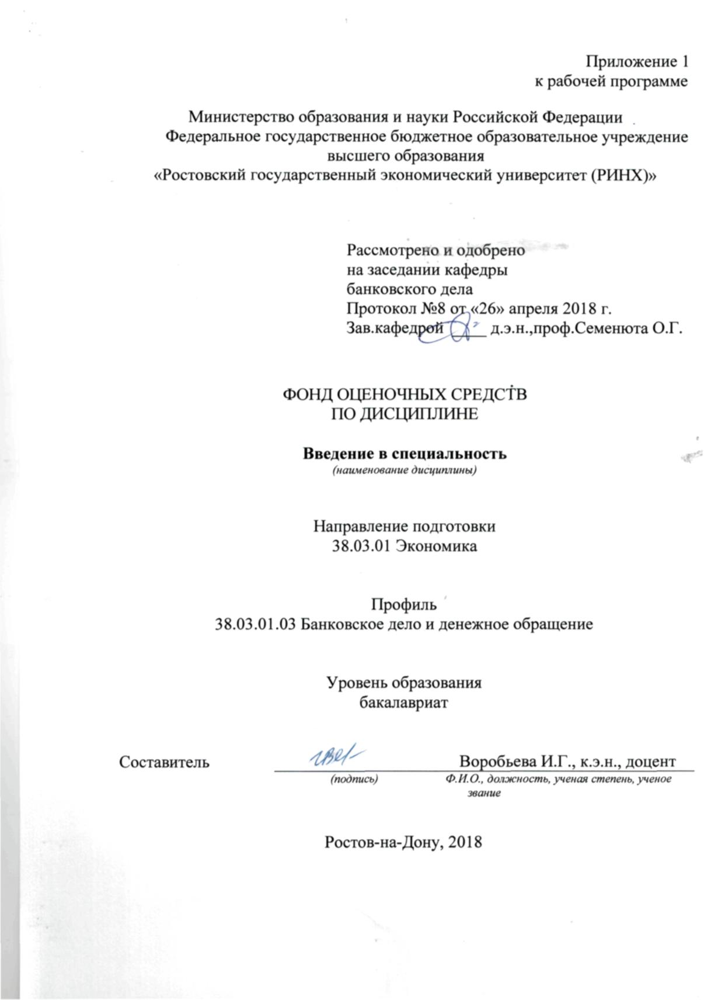 Приложение 1
к рабочей программе
Министерство образования и науки Российской Федерации
Федеральное государственное бюджетное образовательное учреждение
высшего образования
«Ростовский государственный экономический университет (РИНХ)»
Рассмотрено и одобрено
на заседании кафедры
банковского дела
Протокол №8 от «26» апреля 2018 г.
Зав.кафедрой ____ д.э.н.,проф.Семенюта О.Г.
ФОНД ОЦЕНОЧНЫХ СРЕДСТВ
ПО ДИСЦИПЛИНЕ
Введение в специальность
(наименование дисциплины)
Направление подготовки
38.03.01 Экономика
Профиль
38.03.01.03 Банковское дело и денежное обращение
Уровень образования
бакалавриат
Составитель Воробьева И.Г., к.э.н., доцент
(подпись) Ф.И.О., должность, ученая степень, ученое
звание
Ростов-на-Дону, 2018